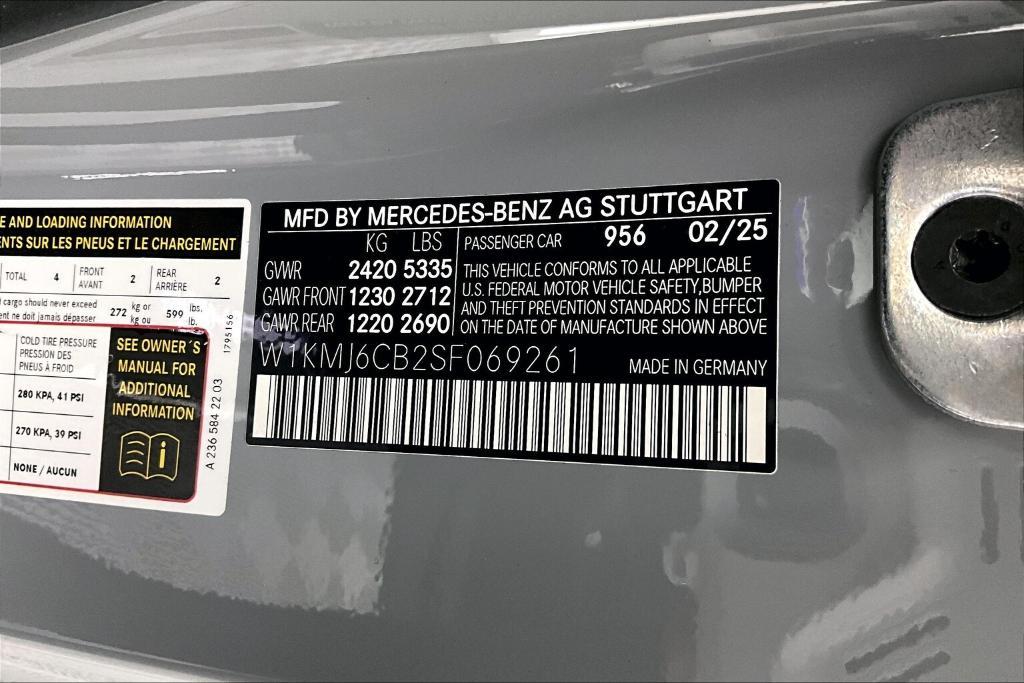 E AND LOADING INFORMATION
ENTS SUR LES PNEUS ET LE CHARGEMENT
TOTAL 4 FRONT AVANT 2 REAR ARRIÈRE 2
cargo should never exceed 272 kg or 599 lbs.
ent ne doit jamais dépasser kg ou lb.
COLD TIRE PRESSURE
PRESSION DES
PNEUS À FROID
280 KPA, 41 PSI
270 KPA, 39 PSI
NONE / AUCUN
SEE OWNER´S
MANUAL FOR
ADDITIONAL
INFORMATION
i
1795156
A 236 584 22 03
MFD BY MERCEDES-BENZ AG STUTTGART
KG LBS
GVWR 2420 5335
GAWR FRONT 1230 2712
GAWR REAR 1220 2690
PASSENGER CAR 956 02/25
THIS VEHICLE CONFORMS TO ALL APPLICABLE
U.S. FEDERAL MOTOR VEHICLE SAFETY,BUMPER
AND THEFT PREVENTION STANDARDS IN EFFECT
ON THE DATE OF MANUFACTURE SHOWN ABOVE
W1KMJ6CB2SF069261 MADE IN GERMANY